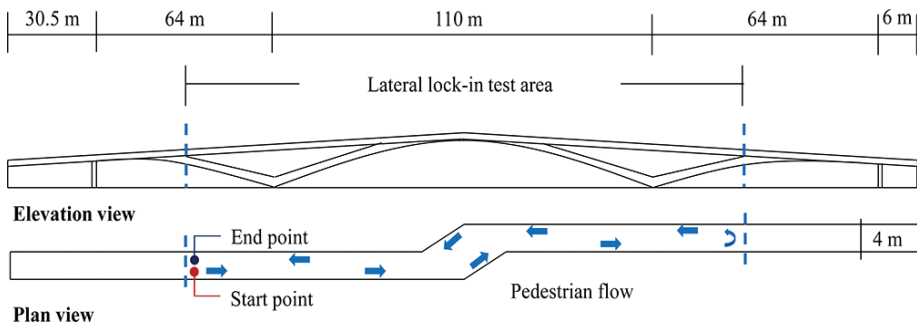 30.5 m 64 m 110 m 64 m 6 m
Lateral lock-in test area
Elevation view
End point
4 m
Start point
Pedestrian flow
Plan view